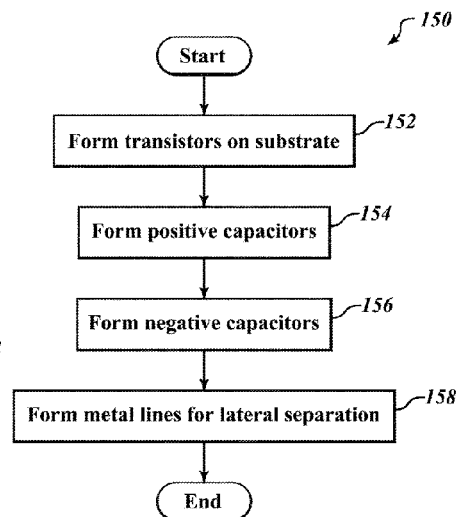 150
Start
Form transistors on substrate
152
Form positive capacitors
154
Form negative capacitors
156
Form metal lines for lateral separation
158
End